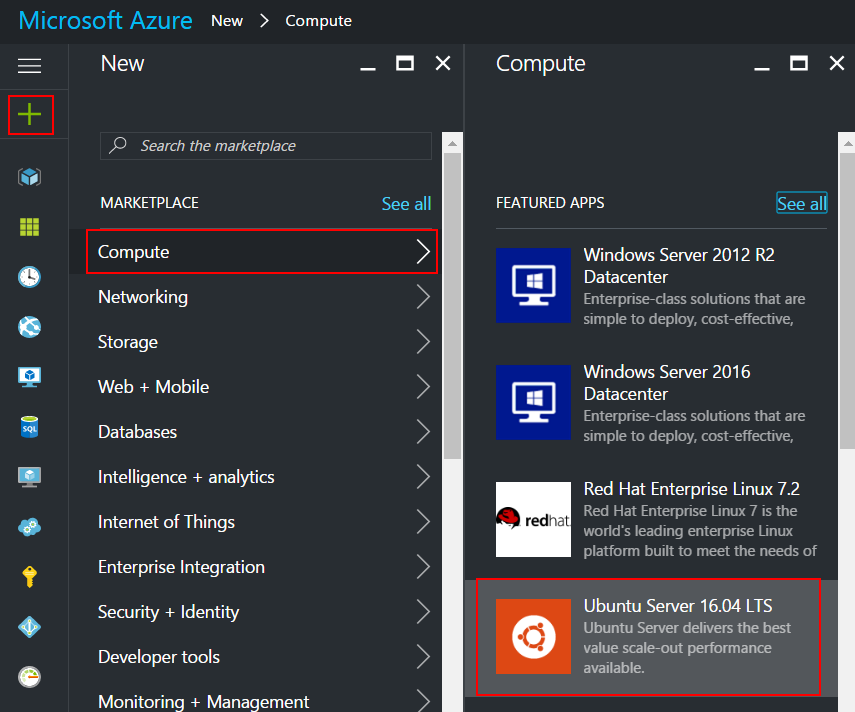 Microsoft Azure New Compute
New
Search the marketplace
MARKETPLACE See all
Compute
Networking
Storage
Web + Mobile
Databases
Intelligence + analytics
Internet of Things
Enterprise Integration
Security + Identity
Developer tools
Monitoring + Management
SQL
Compute
FEATURED APPS See all
Windows Server 2012 R2
Datacenter
Enterprise-class solutions that are
simple to deploy, cost-effective,
Windows Server 2016
Datacenter
Enterprise-class solutions that are
simple to deploy, cost-effective,
redhat.
Red Hat Enterprise Linux 7.2
Red Hat Enterprise Linux 7 is the
world's leading enterprise Linux
platform built to meet the needs of
Ubuntu Server 16.04 LTS
Ubuntu Server delivers the best
value scale-out performance
available.